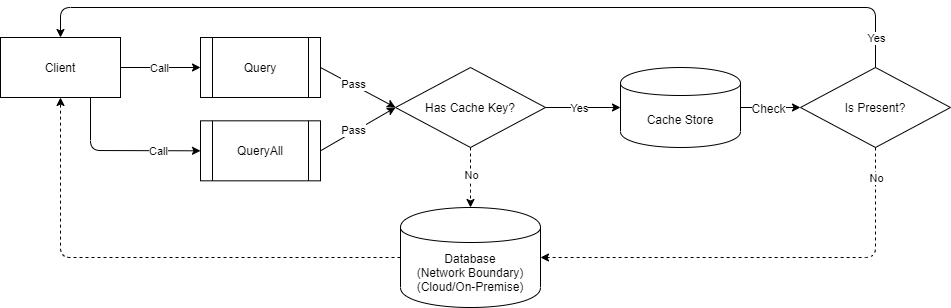 Yes
Client
Call
Query
Pass
Has Cache Key?
Yes
Cache Store
Check
Is Present?
Call
QueryAll
Pass
No
No
Database
(Network Boundary)
(Cloud/On-Premise)